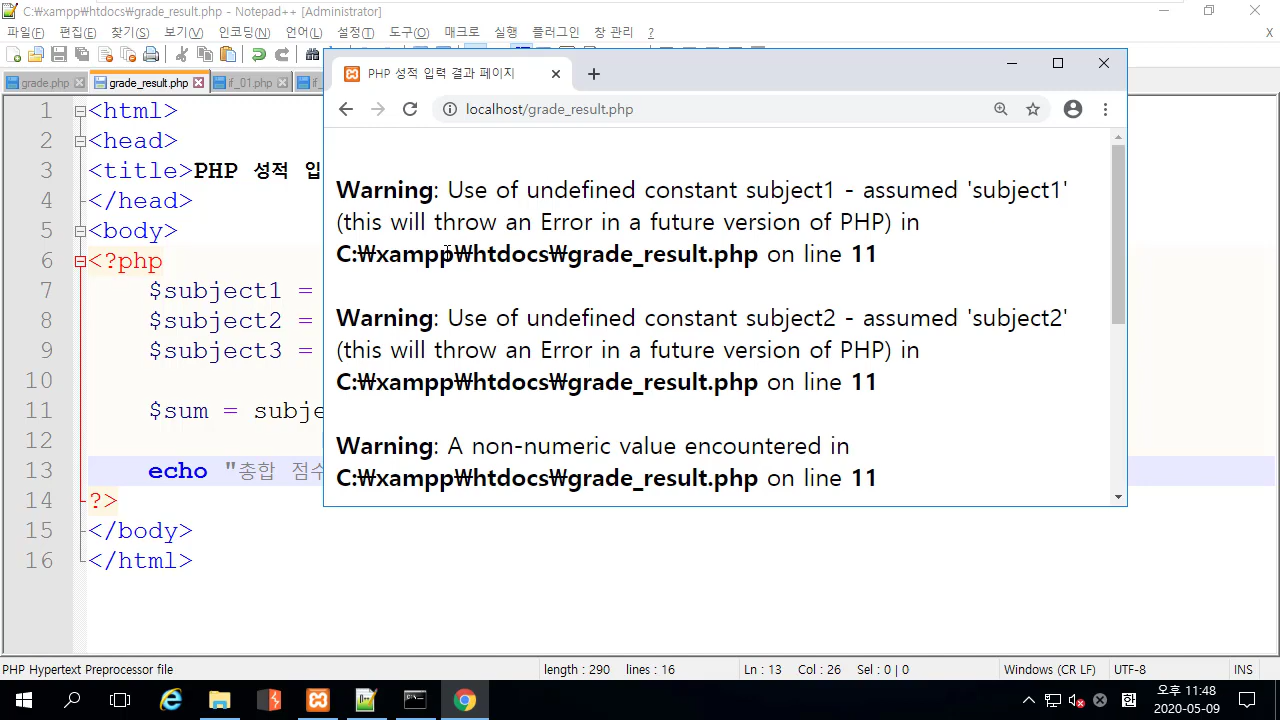 C:₩xampp₩htdocs₩grade_result.php - Notepad++ [Administrator]
파일(F) 편집(E) 찾기(S) 보기(V) 인코딩(N) 언어(L) 설정(T) 도구(O) 매크로 실행 플러그인 창 관리 ? X
grade.php grade_result.php if_01.php if_
1 <html>
2 <head>
3 <title>PHP 성적 입
4 </head>
5 <body>
6 <?php
7 $subject1 =
8 $subject2 =
9 $subject3 =
10
11 $sum = subje
12
13 echo "총합 점수
14 ?>
15 </body>
16 </html>
PHP 성적 입력 결과 페이지
localhost/grade_result.php
Warning: Use of undefined constant subject1 - assumed 'subject1'
(this will throw an Error in a future version of PHP) in
C:₩xampp₩htdocs₩grade_result.php on line 11
Warning: Use of undefined constant subject2 - assumed 'subject2'
(this will throw an Error in a future version of PHP) in
C:₩xampp₩htdocs₩grade_result.php on line 11
Warning: A non-numeric value encountered in
C:₩xampp₩htdocs₩grade_result.php on line 11
PHP Hypertext Preprocessor file length : 290 lines : 16 Ln : 13 Col : 26 Sel : 0 | 0 Windows (CR LF) UTF-8 INS
한 오후 11:48
2020-05-09